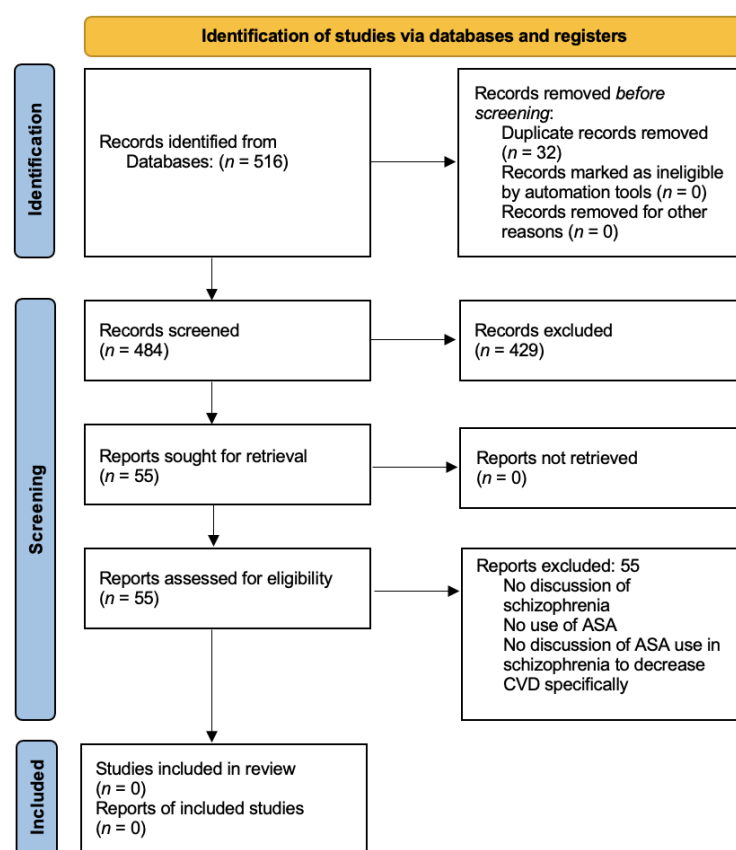 Identification of studies via databases and registers
Identification
Records identified from
Databases: (n = 516)
Records removed before
screening:
Duplicate records removed
(n = 32)
Records marked as ineligible
by automation tools (n = 0)
Records removed for other
reasons (n = 0)
Screening
Records screened
(n = 484)
Records excluded
(n = 429)
Reports sought for retrieval
(n = 55)
Reports not retrieved
(n = 0)
Reports assessed for eligibility
(n = 55)
Reports excluded: 55
No discussion of
schizophrenia
No use of ASA
No discussion of ASA use in
schizophrenia to decrease
CVD specifically
Included
Studies included in review
(n = 0)
Reports of included studies
(n = 0)